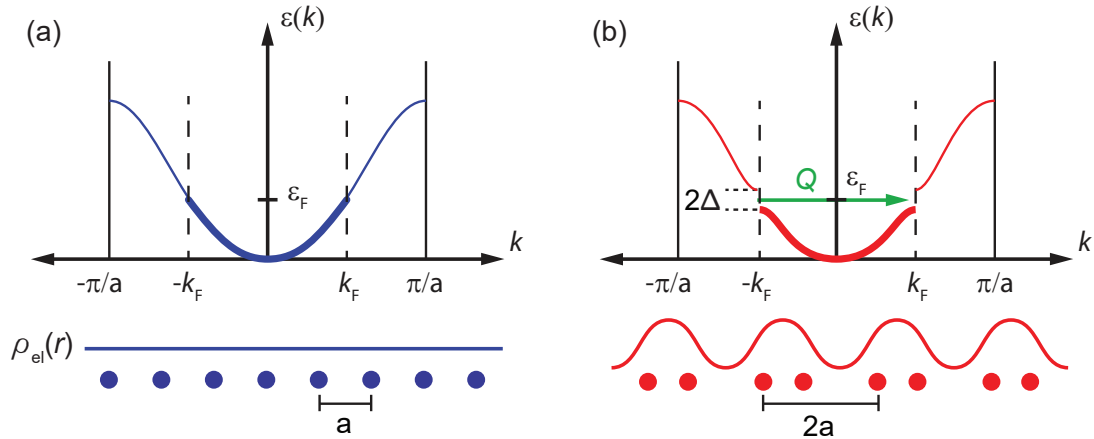 (a)
ε(k)
ε_F
k
-π/a
-k_F
k_F
π/a
ρ_el(r)
a
(b)
ε(k)
Q
ε_F
2Δ
k
-π/a
-k_F
k_F
π/a
2a